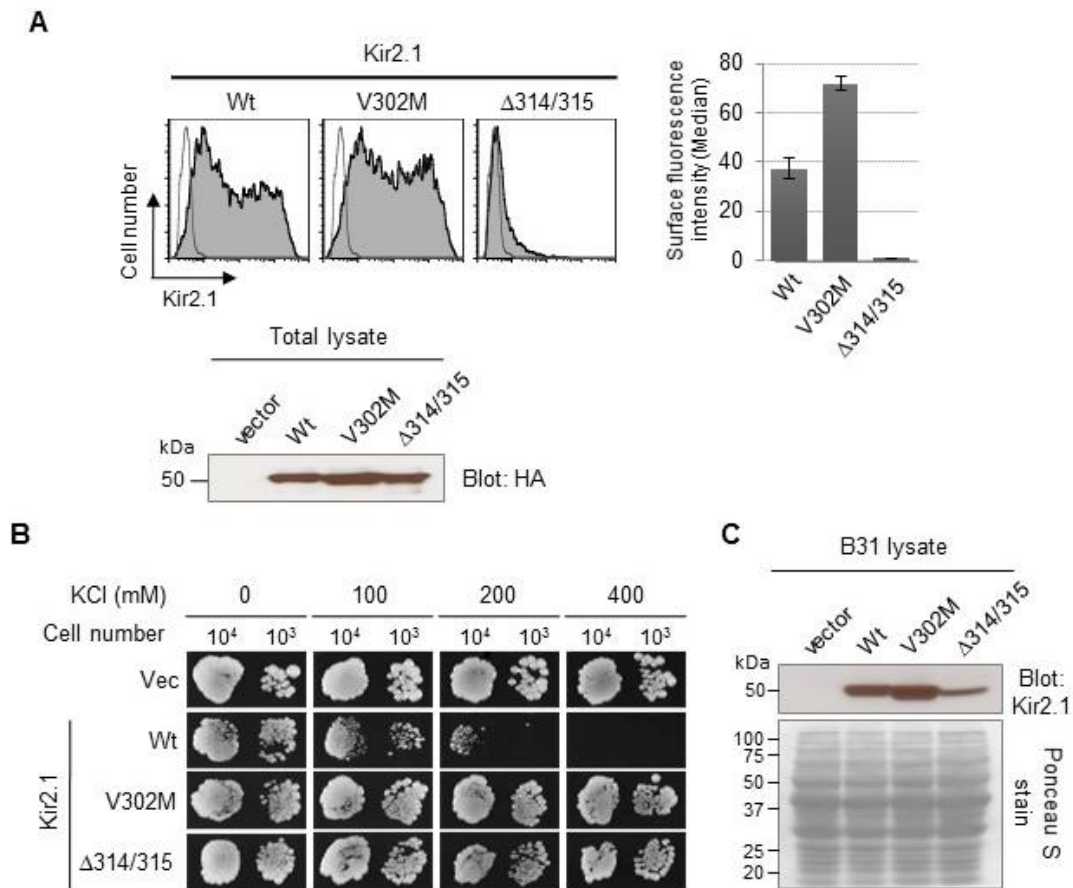 A
Kir2.1
Wt V302M Δ314/315
Cell number
Kir2.1
Surface fluorescence
intensity (Median)
80
60
40
20
0
Wt V302M Δ314/315
Total lysate
vector Wt V302M Δ314/315
kDa
50
Blot: HA
B
KCl (mM) 0 100 200 400
Cell number 10⁴ 10³ 10⁴ 10³ 10⁴ 10³ 10⁴ 10³
Vec
Kir2.1
Wt
V302M
Δ314/315
C
B31 lysate
vector Wt V302M Δ314/315
kDa
50
Blot:
Kir2.1
100
75
50
37
25
20
Ponceau S
stain